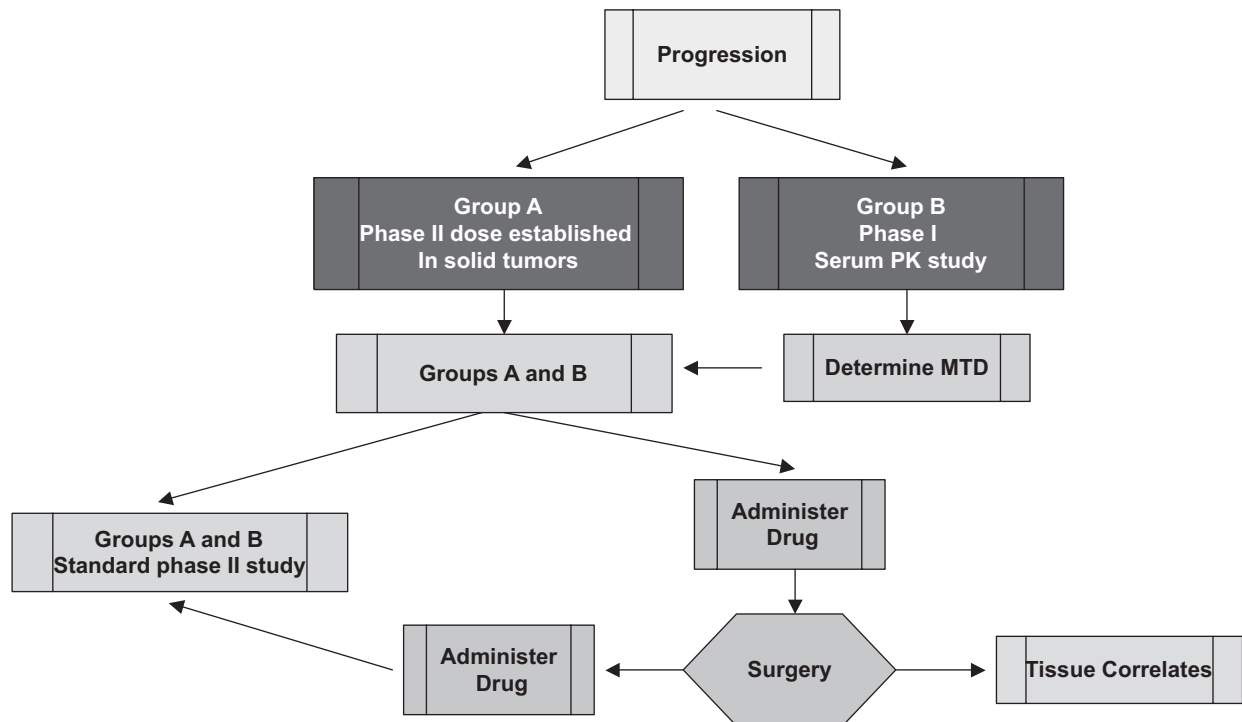 Progression
Group A
Phase II dose established
In solid tumors
Group B
Phase I
Serum PK study
Groups A and B
Determine MTD
Groups A and B
Standard phase II study
Administer
Drug
Administer
Drug
Surgery
Tissue Correlates